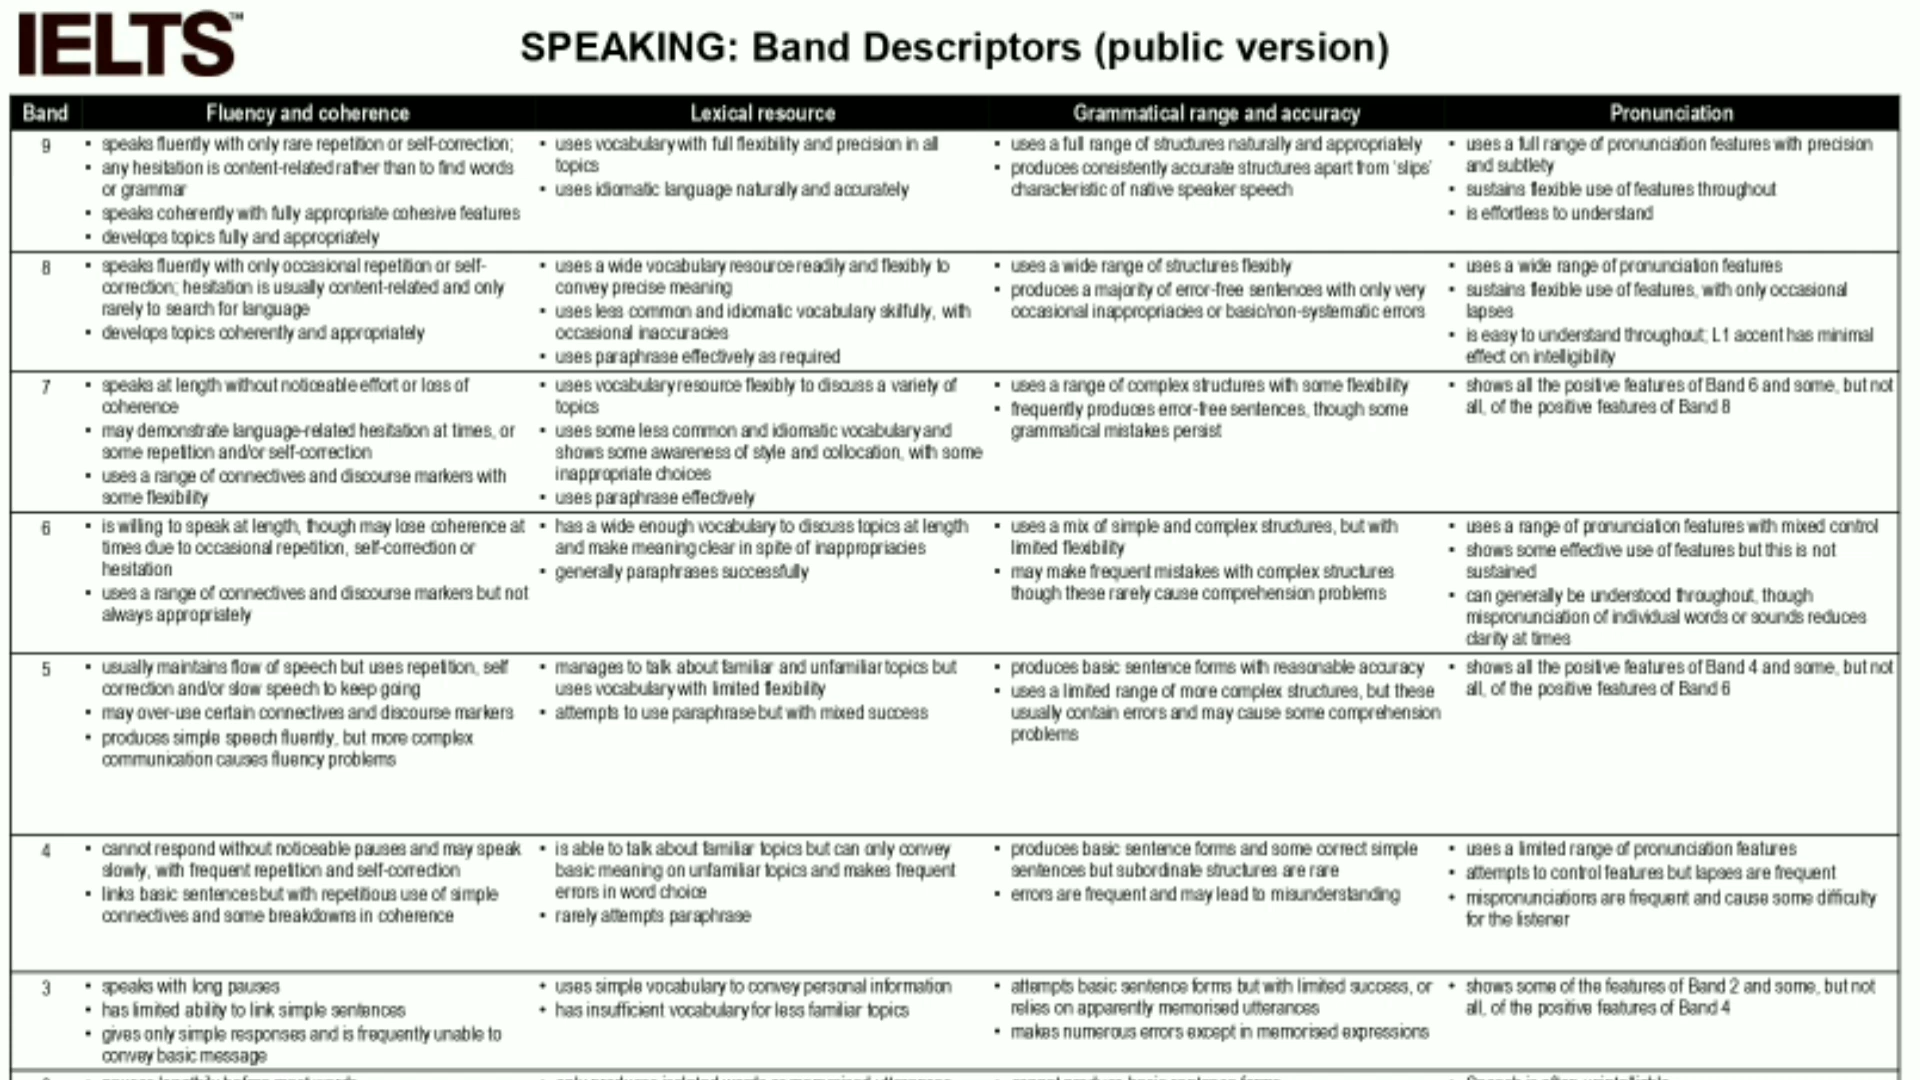 IELTS™
SPEAKING: Band Descriptors (public version)
Band Fluency and coherence Lexical resource Grammatical range and accuracy Pronunciation
9
• speaks fluently with only rare repetition or self-correction;
• any hesitation is content-related rather than to find words
or grammar
• speaks coherently with fully appropriate cohesive features
• develops topics fully and appropriately
• uses vocabulary with full flexibility and precision in all
topics
• uses idiomatic language naturally and accurately
• uses a full range of structures naturally and appropriately
• produces consistently accurate structures apart from 'slips'
characteristic of native speaker speech
• uses a full range of pronunciation features with precision
and subtlety
• sustains flexible use of features throughout
• is effortless to understand
8
• speaks fluently with only occasional repetition or self-
correction; hesitation is usually content-related and only
rarely to search for language
• develops topics coherently and appropriately
• uses a wide vocabulary resource readily and flexibly to
convey precise meaning
• uses less common and idiomatic vocabulary skilfully, with
occasional inaccuracies
• uses paraphrase effectively as required
• uses a wide range of structures flexibly
• produces a majority of error-free sentences with only very
occasional inappropriacies or basic/non-systematic errors
• uses a wide range of pronunciation features
• sustains flexible use of features, with only occasional
lapses
• is easy to understand throughout; L1 accent has minimal
effect on intelligibility
7
• speaks at length without noticeable effort or loss of
coherence
• may demonstrate language-related hesitation at times, or
some repetition and/or self-correction
• uses a range of connectives and discourse markers with
some flexibility
• uses vocabulary resource flexibly to discuss a variety of
topics
• uses some less common and idiomatic vocabulary and
shows some awareness of style and collocation, with some
inappropriate choices
• uses paraphrase effectively
• uses a range of complex structures with some flexibility
• frequently produces error-free sentences, though some
grammatical mistakes persist
• shows all the positive features of Band 6 and some, but not
all, of the positive features of Band 8
6
• is willing to speak at length, though may lose coherence at
times due to occasional repetition, self-correction or
hesitation
• uses a range of connectives and discourse markers but not
always appropriately
• has a wide enough vocabulary to discuss topics at length
and make meaning clear in spite of inappropriacies
• generally paraphrases successfully
• uses a mix of simple and complex structures, but with
limited flexibility
• may make frequent mistakes with complex structures
though these rarely cause comprehension problems
• uses a range of pronunciation features with mixed control
• shows some effective use of features but this is not
sustained
• can generally be understood throughout, though
mispronunciation of individual words or sounds reduces
clarity at times
5
• usually maintains flow of speech but uses repetition, self
correction and/or slow speech to keep going
• may over-use certain connectives and discourse markers
• produces simple speech fluently, but more complex
communication causes fluency problems
• manages to talk about familiar and unfamiliar topics but
uses vocabulary with limited flexibility
• attempts to use paraphrase but with mixed success
• produces basic sentence forms with reasonable accuracy
• uses a limited range of more complex structures, but these
usually contain errors and may cause some comprehension
problems
• shows all the positive features of Band 4 and some, but not
all, of the positive features of Band 6
4
• cannot respond without noticeable pauses and may speak
slowly, with frequent repetition and self-correction
• links basic sentences but with repetitious use of simple
connectives and some breakdowns in coherence
• is able to talk about familiar topics but can only convey
basic meaning on unfamiliar topics and makes frequent
errors in word choice
• rarely attempts paraphrase
• produces basic sentence forms and some correct simple
sentences but subordinate structures are rare
• errors are frequent and may lead to misunderstanding
• uses a limited range of pronunciation features
• attempts to control features but lapses are frequent
• mispronunciations are frequent and cause some difficulty
for the listener
3
• speaks with long pauses
• has limited ability to link simple sentences
• gives only simple responses and is frequently unable to
convey basic message
• uses simple vocabulary to convey personal information
• has insufficient vocabulary for less familiar topics
• attempts basic sentence forms but with limited success, or
relies on apparently memorised utterances
• makes numerous errors except in memorised expressions
• shows some of the features of Band 2 and some, but not
all, of the positive features of Band 4